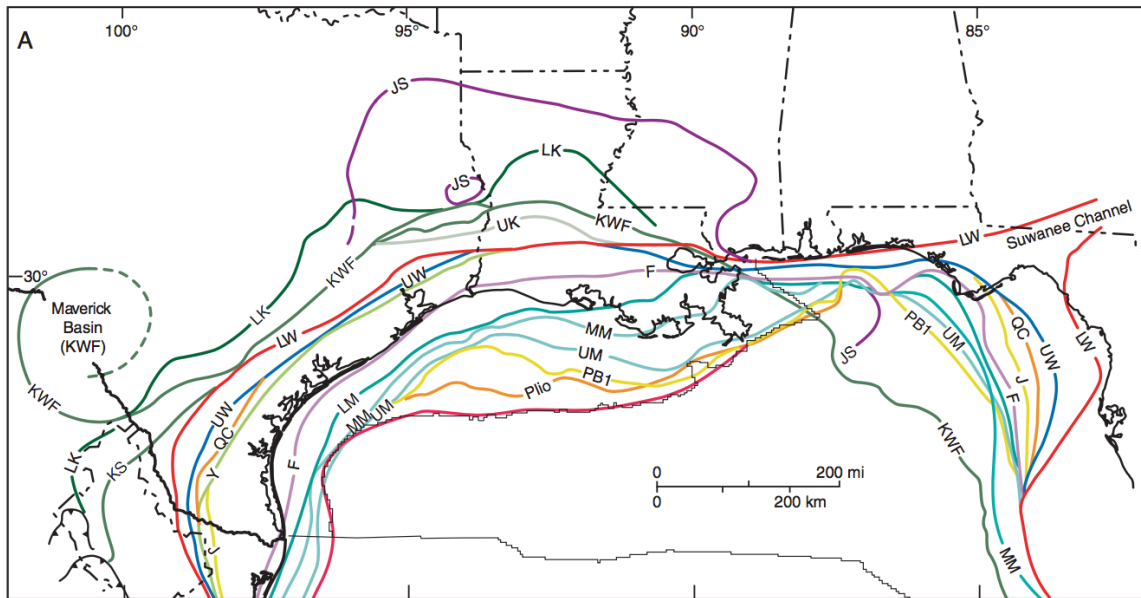 A
100°
95°
90°
85°
JS
LK
JS
KWF
UK
LW
Suwanee Channel
30°
F
UW
KWF
LK
Maverick
Basin
(KWF)
LW
MM
UM
PB1
Plio
JS
PB1
UM
QC
UW
LW
J
F
KWF
LM
MM
UM
UW
QC
F
Y
KWF
LK
KS
J
0
200 mi
0
200 km
MM